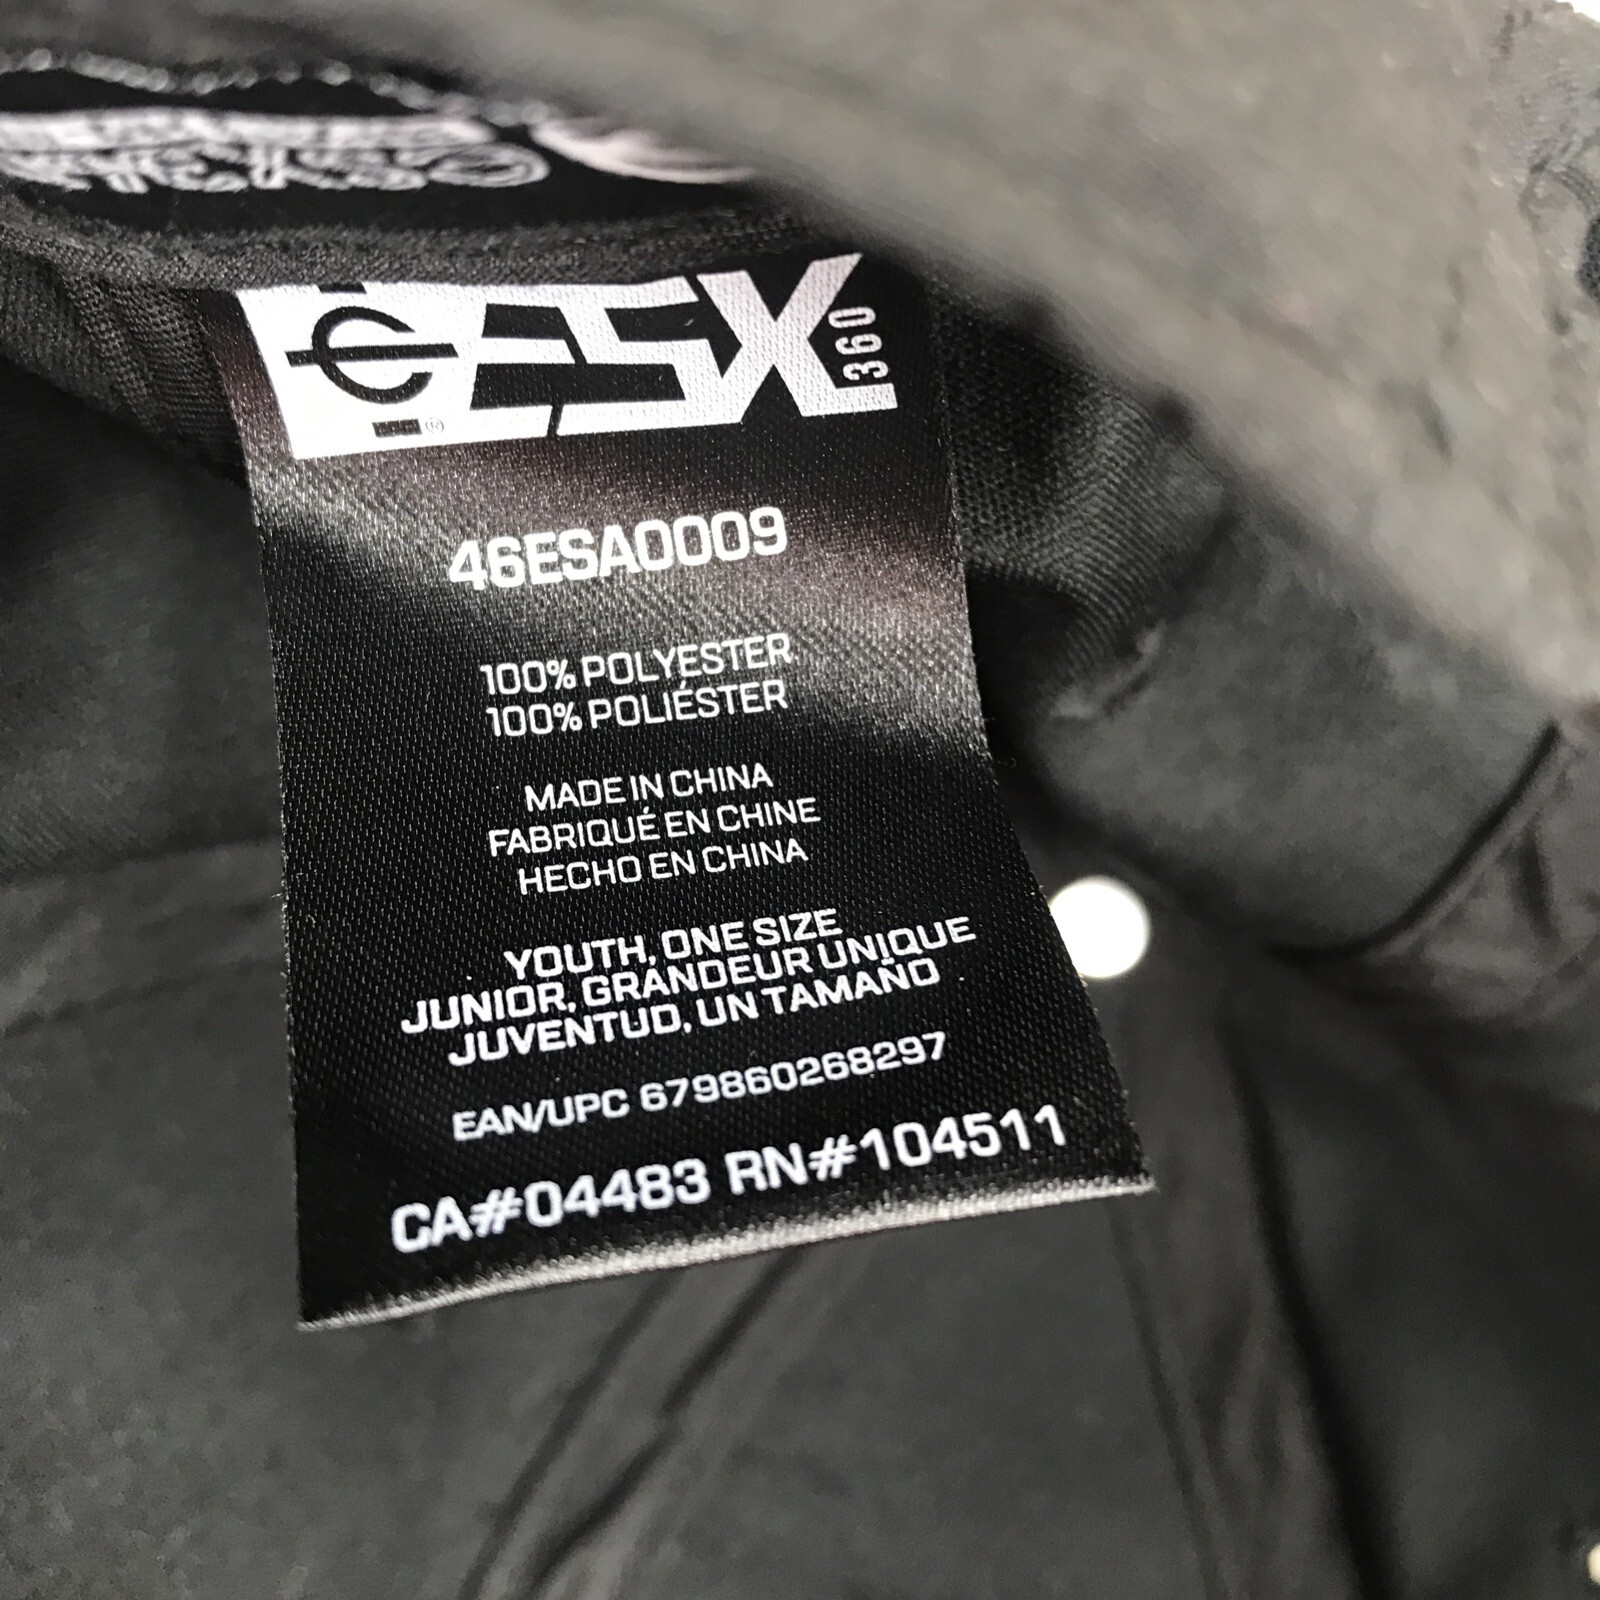 ESX 360
®
46ESA0009
100% POLYESTER
100% POLIÉSTER
MADE IN CHINA
FABRIQUÉ EN CHINE
HECHO EN CHINA
YOUTH, ONE SIZE
JUNIOR, GRANDEUR UNIQUE
JUVENTUD, UN TAMAÑO
EAN/UPC 679860268297
CA#04483 RN#104511